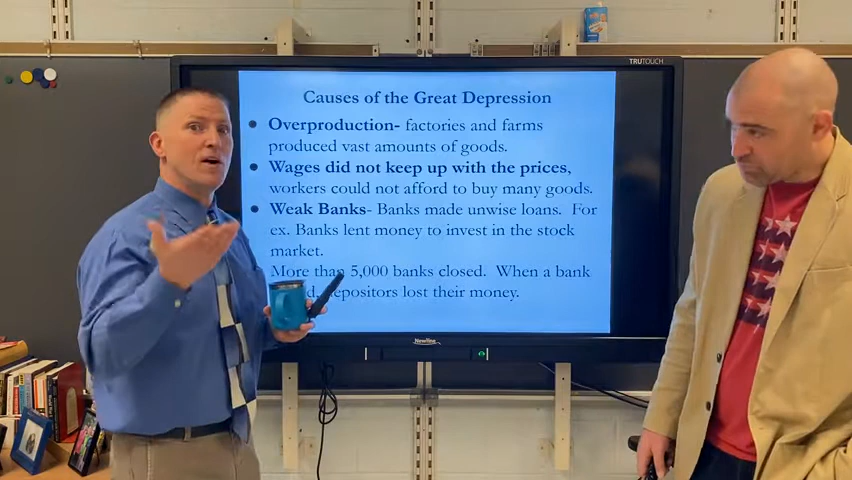 TRUTOUCH
Causes of the Great Depression
• Overproduction- factories and farms
produced vast amounts of goods.
• Wages did not keep up with the prices,
workers could not afford to buy many goods.
• Weak Banks- Banks made unwise loans. For
ex. Banks lent money to invest in the stock
market.
More than 5,000 banks closed. When a bank
depositors lost their money.
Newline